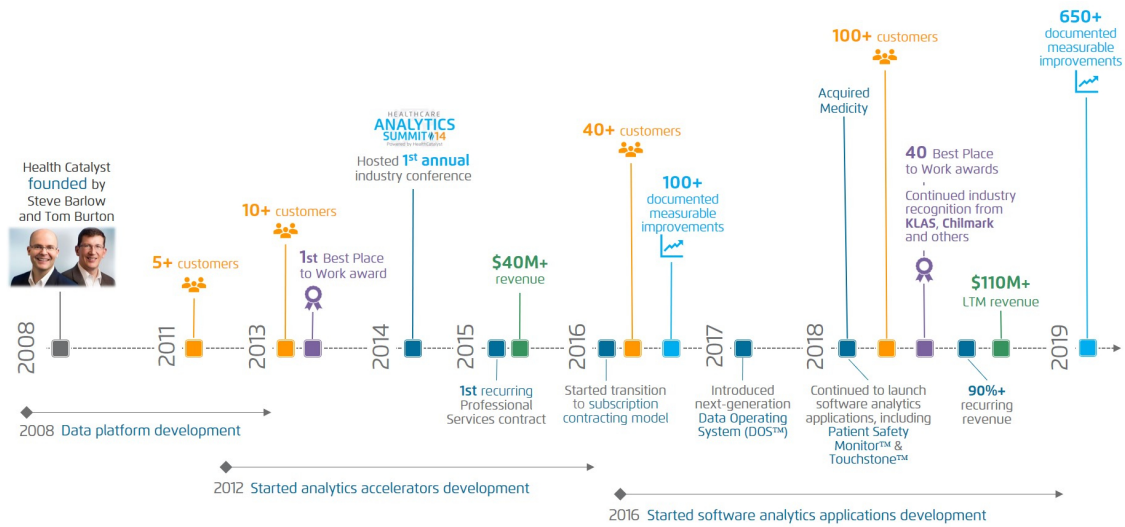 Health Catalyst
founded by
Steve Barlow
and Tom Burton
5+ customers
10+ customers
1st Best Place
to Work award
HEALTHCARE
ANALYTICS
SUMMIT 14
Provided by HealthCatalyst
Hosted 1st annual
industry conference
$40M+
revenue
40+ customers
100+
documented
measurable
improvements
Acquired
Medicity
100+ customers
40 Best Place
to Work awards
Continued industry
recognition from
KLAS, Chilmark
and others
$110M+
LTM revenue
650+
documented
measurable
improvements
2008
2011
2013
2014
2015
2016
2017
2018
2019
1st recurring
Professional
Services contract
Started transition
to subscription
contracting model
Introduced
next-generation
Data Operating
System (DOS™)
Continued to launch
software analytics
applications, including
Patient Safety
Monitor™ &
Touchstone™
90%+
recurring
revenue
2008 Data platform development
2012 Started analytics accelerators development
2016 Started software analytics applications development